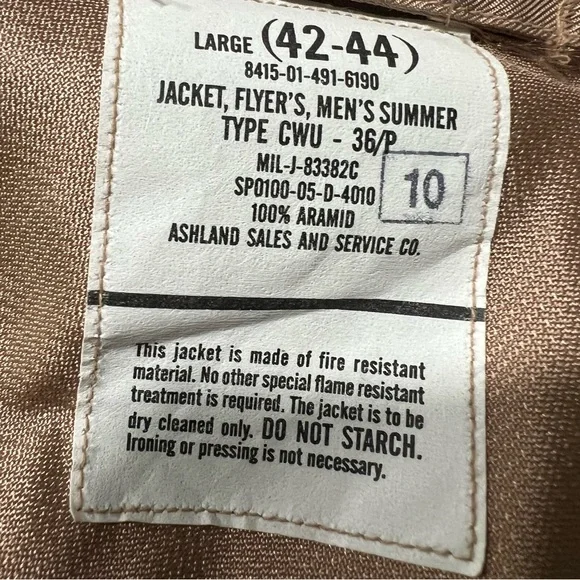 LARGE (42-44)
8415-01-491-6190
JACKET, FLYER'S, MEN'S SUMMER
TYPE CWU - 36/P
MIL-J-83382C
SPO100-05-D-4010
10
100% ARAMID
ASHLAND SALES AND SERVICE CO.
This jacket is made of fire resistant
material. No other special flame resistant
treatment is required. The jacket is to be
dry cleaned only. DO NOT STARCH.
Ironing or pressing is not necessary.